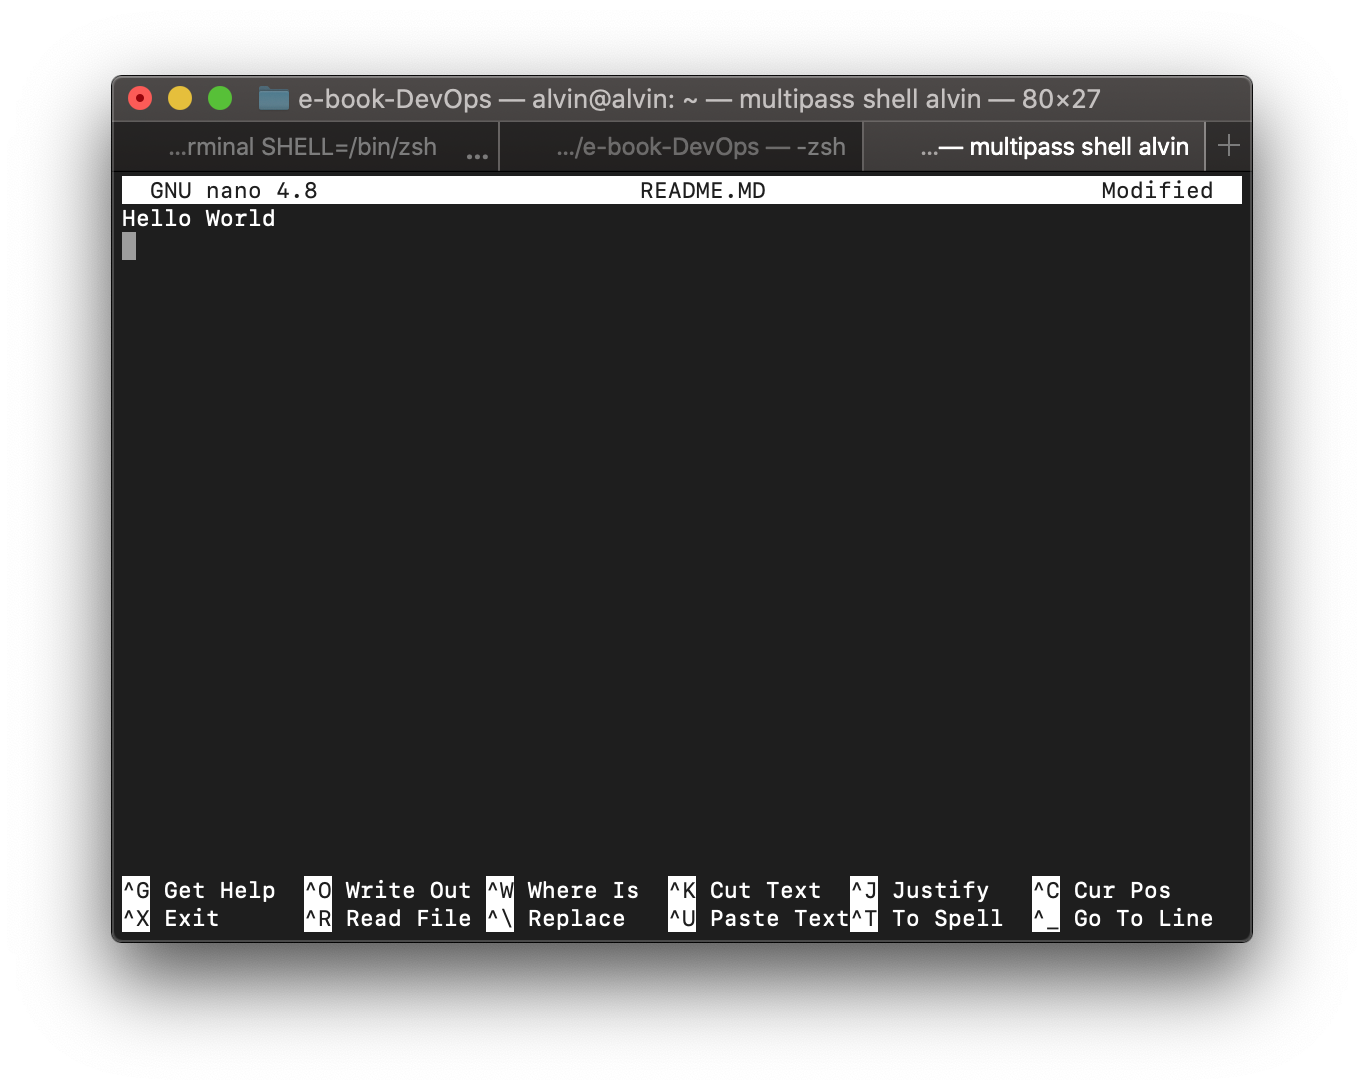 e-book-DevOps — alvin@alvin: ~ — multipass shell alvin — 80×27
...rminal SHELL=/bin/zsh ... .../e-book-DevOps — -zsh ...— multipass shell alvin +
GNU nano 4.8 README.MD Modified
Hello World
^G Get Help ^O Write Out ^W Where Is ^K Cut Text ^J Justify ^C Cur Pos
^X Exit ^R Read File ^\ Replace ^U Paste Text ^T To Spell ^_ Go To Line